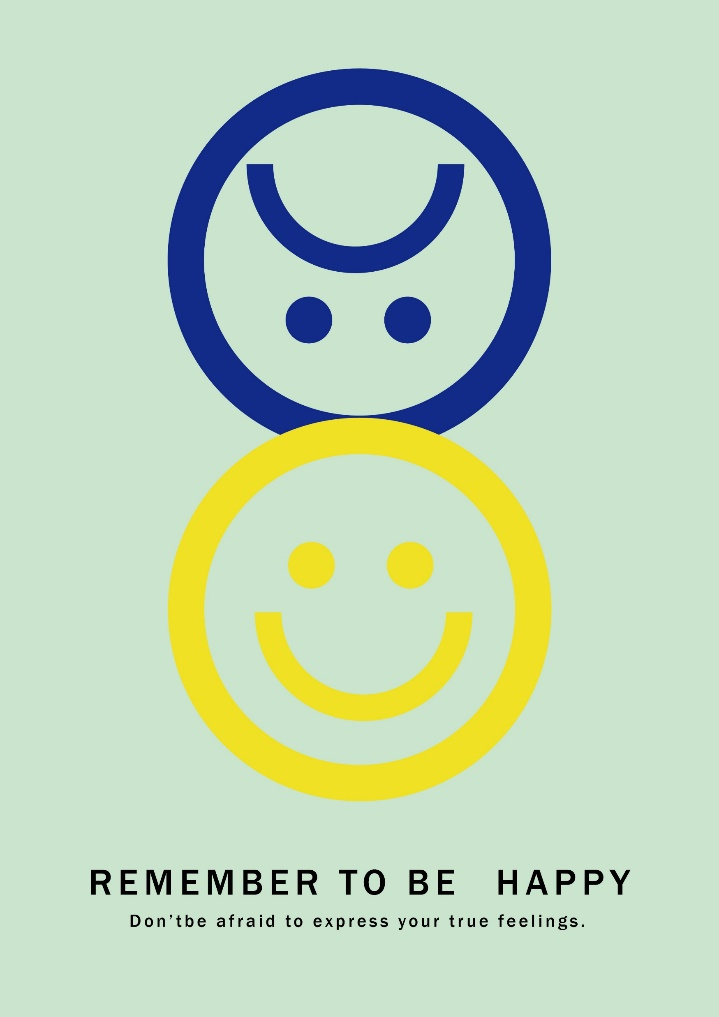 REMEMBER TO BE HAPPY
Don'tbe afraid to express your true feelings.